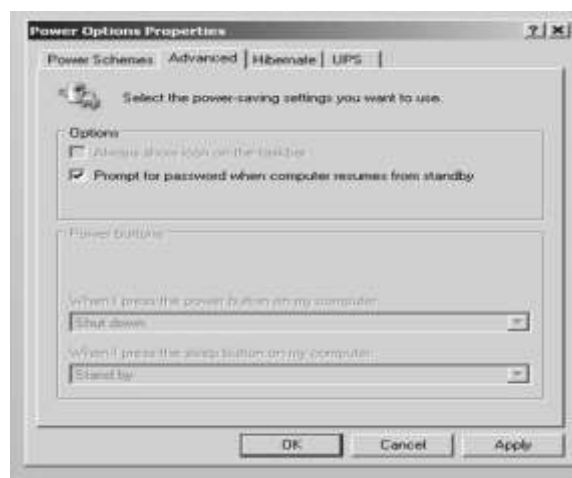 Power Options Properties
? X
Power Schemes Advanced Hibernate UPS
Select the power-saving settings you want to use.
Options
Always show icon on the taskbar
Prompt for password when computer resumes from standby
Power buttons
When I press the power button on my computer:
Shut down
When I press the sleep button on my computer:
Stand by
OK Cancel Apply